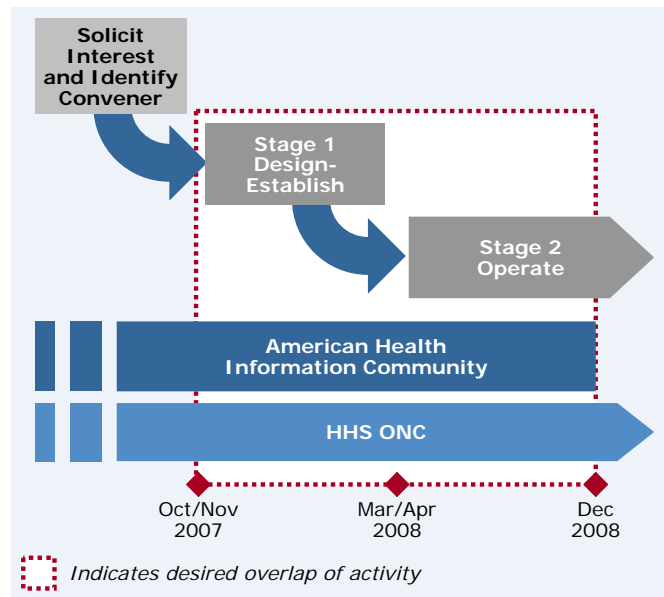 Solicit
Interest
and Identify
Convener
Stage 1
Design-
Establish
Stage 2
Operate
American Health
Information Community
HHS ONC
Oct/Nov
2007
Mar/Apr
2008
Dec
2008
Indicates desired overlap of activity